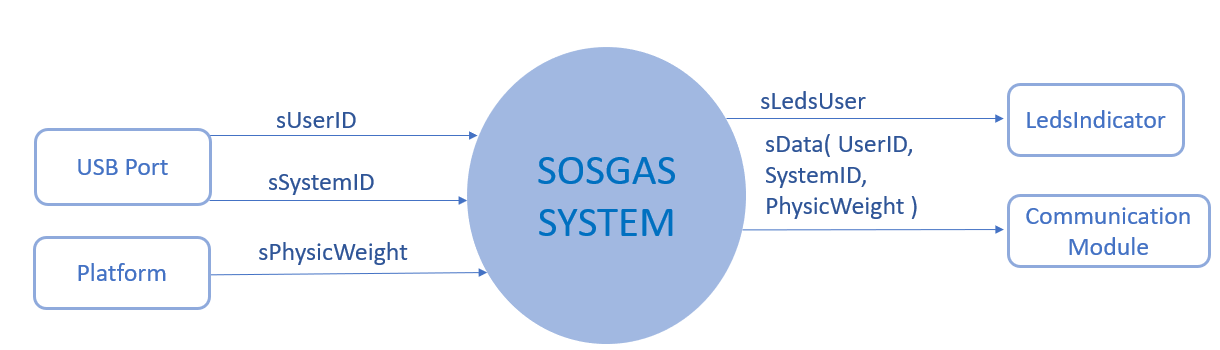 sUserID
USB Port
sSystemID
sPhysicWeight
Platform
SOSGAS
SYSTEM
sLedsUser
LedsIndicator
sData( UserID,
SystemID,
PhysicWeight )
Communication
Module